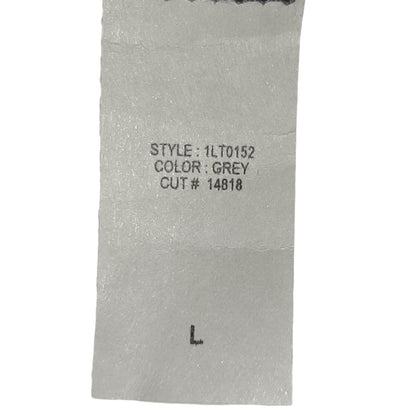 STYLE : 1LT0152
COLOR : GREY
CUT # 14818
L